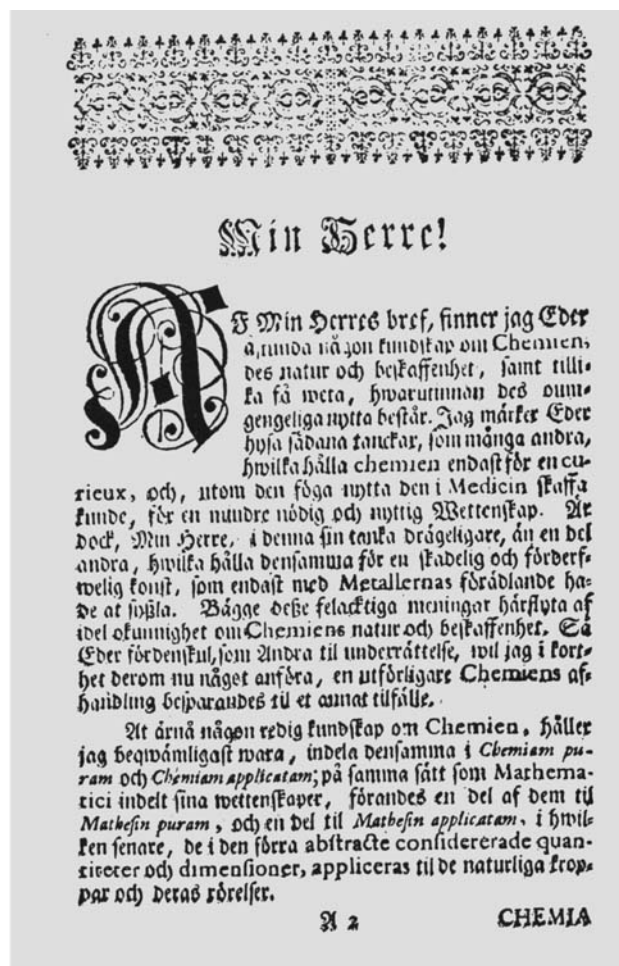 Min Herre!
AF Min Herres bref, finner jag Eder
åstunda någon kundskap om Chemien,
des natur och beskaffenhet, samt tilli-
ka få weta, hwarutinnan des oum-
gengeliga nytta består. Jag märker Eder
hysa sådana tanckar, som många andra,
hwilka hålla chemien endast för en cu-
rieux, och, utom den föga nytta den i Medicin skaffa
kunde, för en mindre nödig och nyttig Wettenskap. Är
dock, Min Herre, i denna sin tanka drägeligare, än en del
andra, hwilka hålla densamma för en skadelig och förderf-
welig konst, som endast med Metallernas förädlande ha-
de at syßla. Bägge deße felacktiga meningar härflyta af
idel okunnighet om Chemiens natur och beskaffenhet. Så
Eder fördenskul, som Andra til underrättelse, wil jag i kort-
het derom nu något anföra, en utförligare Chemiens af-
handling besparandes til et annat tilfälle.
At ärnå någon redig kundskap om Chemien, håller
jag beqwämligast wara, indela densamma i Chemiam pu-
ram och Chemiam applicatam; på samma sätt som Mathema-
tici indelt sina wettenskaper, förandes en del af dem til
Mathesin puram, och en del til Mathesin applicatam, i hwil-
ken senare, de i den förra abstracte considererade quan-
titeter och dimensioner, appliceras til de naturliga krop-
par och deras rörelser.
A 2 CHEMIA